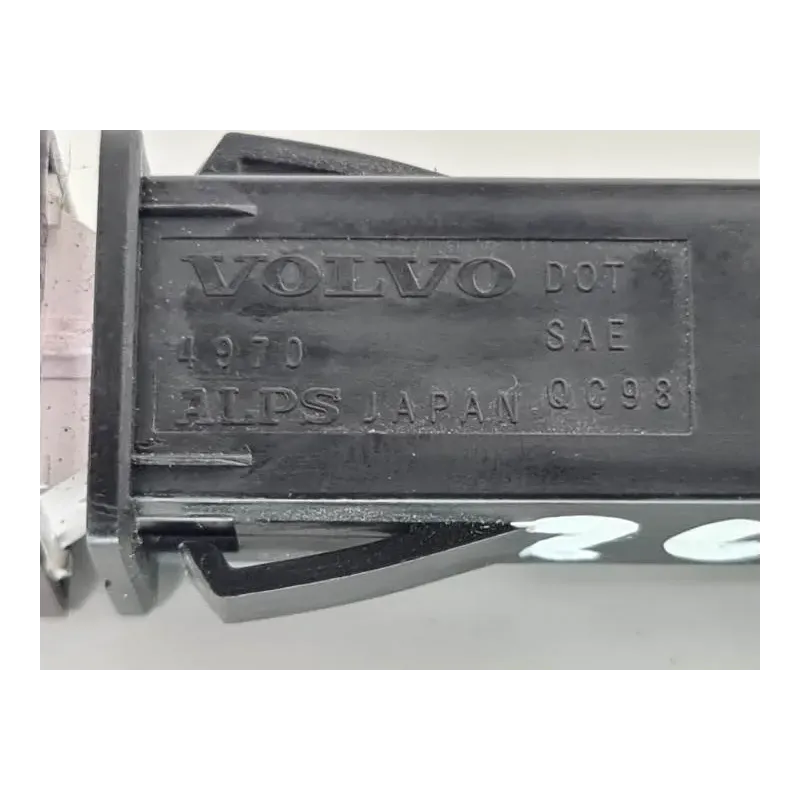 VOLVO DOT
4970 SAE
ALPS JAPAN QC98